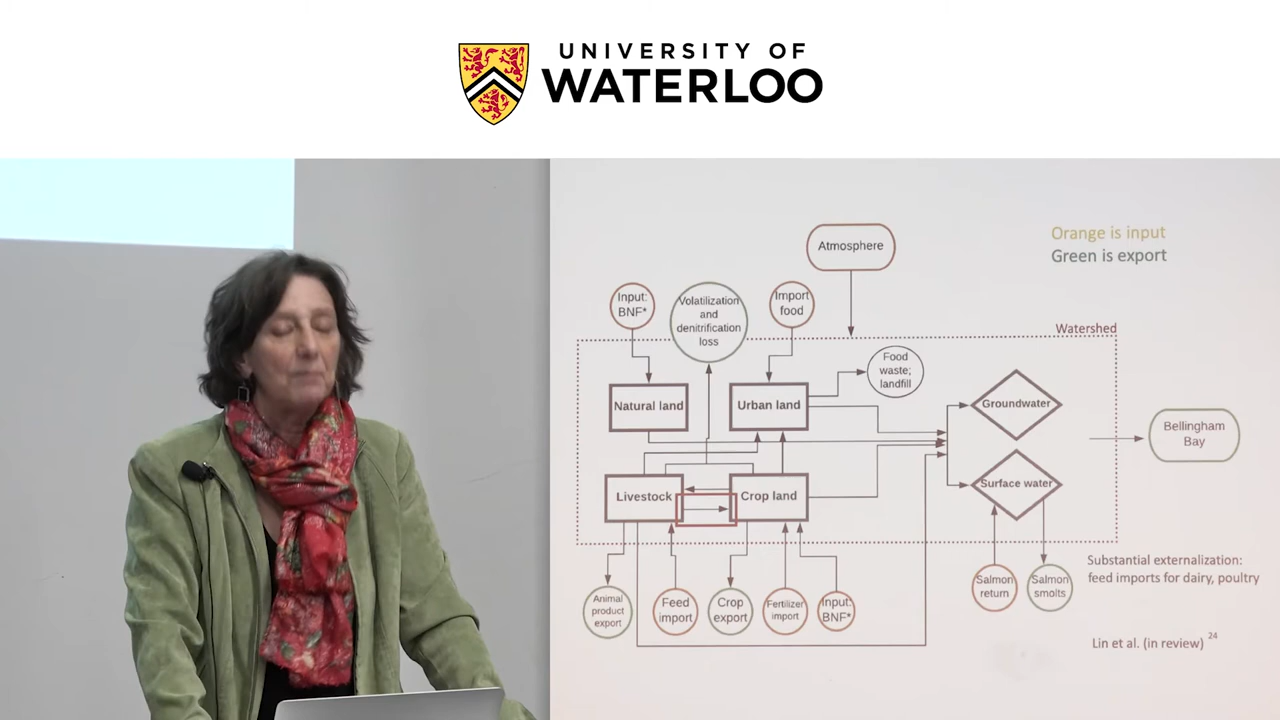 UNIVERSITY OF
WATERLOO
Atmosphere
Orange is input
Green is export
Input:
BNF*
Volatilization
and
denitrification
loss
Import
food
Watershed
Food
waste;
landfill
Natural land
Urban land
Groundwater
Bellingham
Bay
Livestock
Crop land
Surface water
Substantial externalization:
feed imports for dairy, poultry
Animal
product
export
Feed
import
Crop
export
Fertilizer
import
Input:
BNF*
Salmon
return
Salmon
smolts
Lin et al. (in review) 24